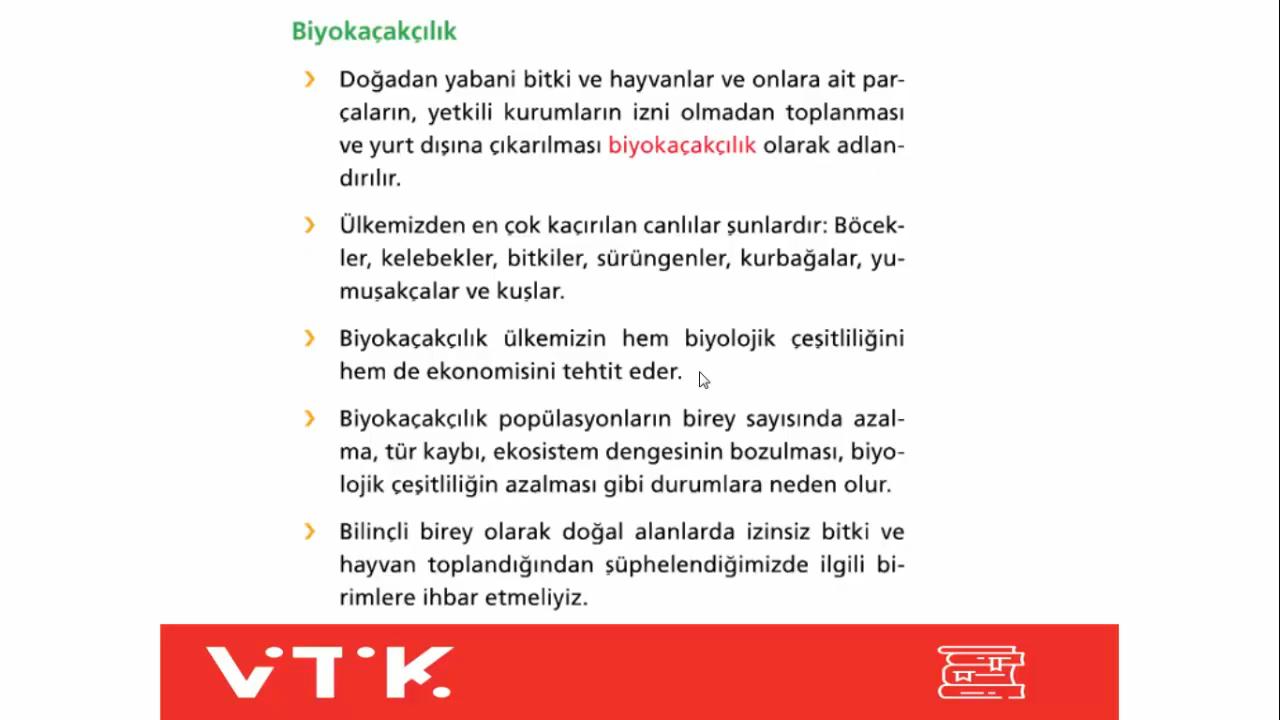 Biyokaçakçılık
Doğadan yabani bitki ve hayvanlar ve onlara ait par-
çaların, yetkili kurumların izni olmadan toplanması
ve yurt dışına çıkarılması biyokaçakçılık olarak adlan-
dırılır.
Ülkemizden en çok kaçırılan canlılar şunlardır: Böcek-
ler, kelebekler, bitkiler, sürüngenler, kurbağalar, yu-
muşakçalar ve kuşlar.
Biyokaçakçılık ülkemizin hem biyolojik çeşitliliğini
hem de ekonomisini tehtit eder.
Biyokaçakçılık popülasyonların birey sayısında azal-
ma, tür kaybı, ekosistem dengesinin bozulması, biyo-
lojik çeşitliliğin azalması gibi durumlara neden olur.
Bilinçli birey olarak doğal alanlarda izinsiz bitki ve
hayvan toplandığından şüphelendiğimizde ilgili bi-
rimlere ihbar etmeliyiz.
VİTİK.